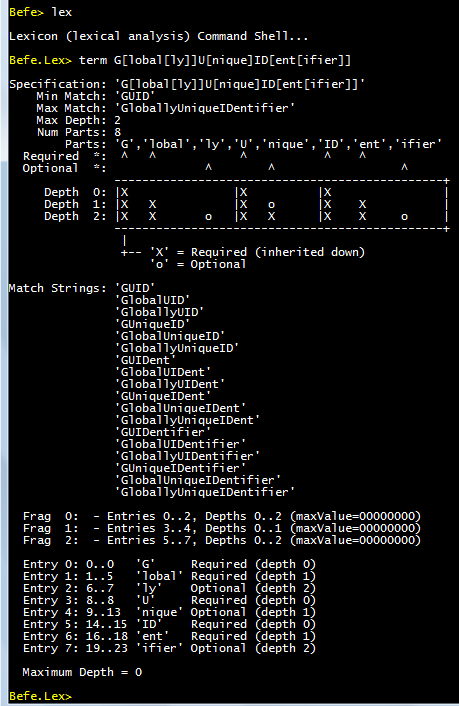 Befe> lex
Lexicon (lexical analysis) Command Shell...
Befe.Lex> term G[lobal[ly]]U[nique]ID[ent[ifier]]
Specification: 'G[lobal[ly]]U[nique]ID[ent[ifier]]'
    Min Match: 'GUID'
    Max Match: 'GloballyUniqueIDentifier'
    Max Depth: 2
    Num Parts: 8
        Parts: 'G','lobal','ly','U','nique','ID','ent','ifier'
  Required  *:  ^   ^            ^           ^    ^
  Optional  *:             ^         ^                 ^
               --------------------------------------------+
     Depth  0: |X              |X          |X              |
     Depth  1: |X   X          |X   o      |X    X         |
     Depth  2: |X   X      o   |X   X      |X    X     o   |
               --------------------------------------------+
                |
                +-- 'X' = Required (inherited down)
                    'o' = Optional
Match Strings: 'GUID'
               'GlobalUID'
               'GloballyUID'
               'GUniqueID'
               'GlobalUniqueID'
               'GloballyUniqueID'
               'GUIDent'
               'GlobalUIDent'
               'GloballyUIDent'
               'GUniqueIDent'
               'GlobalUniqueIDent'
               'GloballyUniqueIDent'
               'GUIDentifier'
               'GlobalUIDentifier'
               'GloballyUIDentifier'
               'GUniqueIDentifier'
               'GlobalUniqueIDentifier'
               'GloballyUniqueIDentifier'
  Frag  0:  - Entries 0..2, Depths 0..2 (maxValue=00000000)
  Frag  1:  - Entries 3..4, Depths 0..1 (maxValue=00000000)
  Frag  2:  - Entries 5..7, Depths 0..2 (maxValue=00000000)
  Entry 0: 0..0   'G'     Required (depth 0)
  Entry 1: 1..5   'lobal' Required (depth 1)
  Entry 2: 6..7   'ly'    Optional (depth 2)
  Entry 3: 8..8   'U'     Required (depth 0)
  Entry 4: 9..13  'nique' Optional (depth 1)
  Entry 5: 14..15 'ID'    Required (depth 0)
  Entry 6: 16..18 'ent'   Required (depth 1)
  Entry 7: 19..23 'ifier' Optional (depth 2)
  Maximum Depth = 0
Befe.Lex>